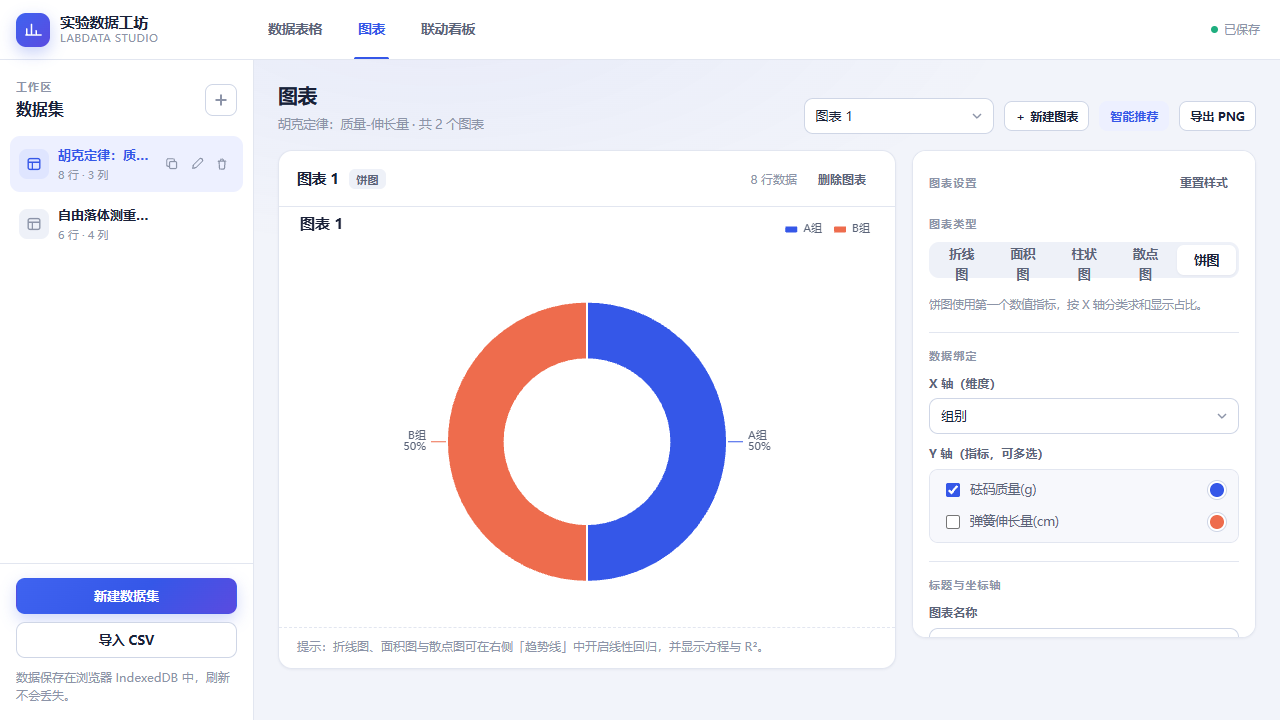 实验数据工坊
LABDATA STUDIO
数据表格
图表
联动看板
已保存
工作区
数据集
胡克定律：质...
8 行 · 3 列
自由落体测重...
6 行 · 4 列
新建数据集
导入 CSV
数据保存在浏览器 IndexedDB 中，刷新
不会丢失。
图表
胡克定律：质量-伸长量 · 共 2 个图表
图表 1
+ 新建图表
智能推荐
导出 PNG
图表 1
饼图
8 行数据
删除图表
图表 1
A组
B组
B组
50%
A组
50%
提示：折线图、面积图与散点图可在右侧「趋势线」中开启线性回归，并显示方程与 R²。
图表设置
重置样式
图表类型
折线
图
面积
图
柱状
图
散点
图
饼图
饼图使用第一个数值指标，按 X 轴分类求和显示占比。
数据绑定
X 轴（维度）
组别
Y 轴（指标，可多选）
砝码质量(g)
弹簧伸长量(cm)
标题与坐标轴
图表名称